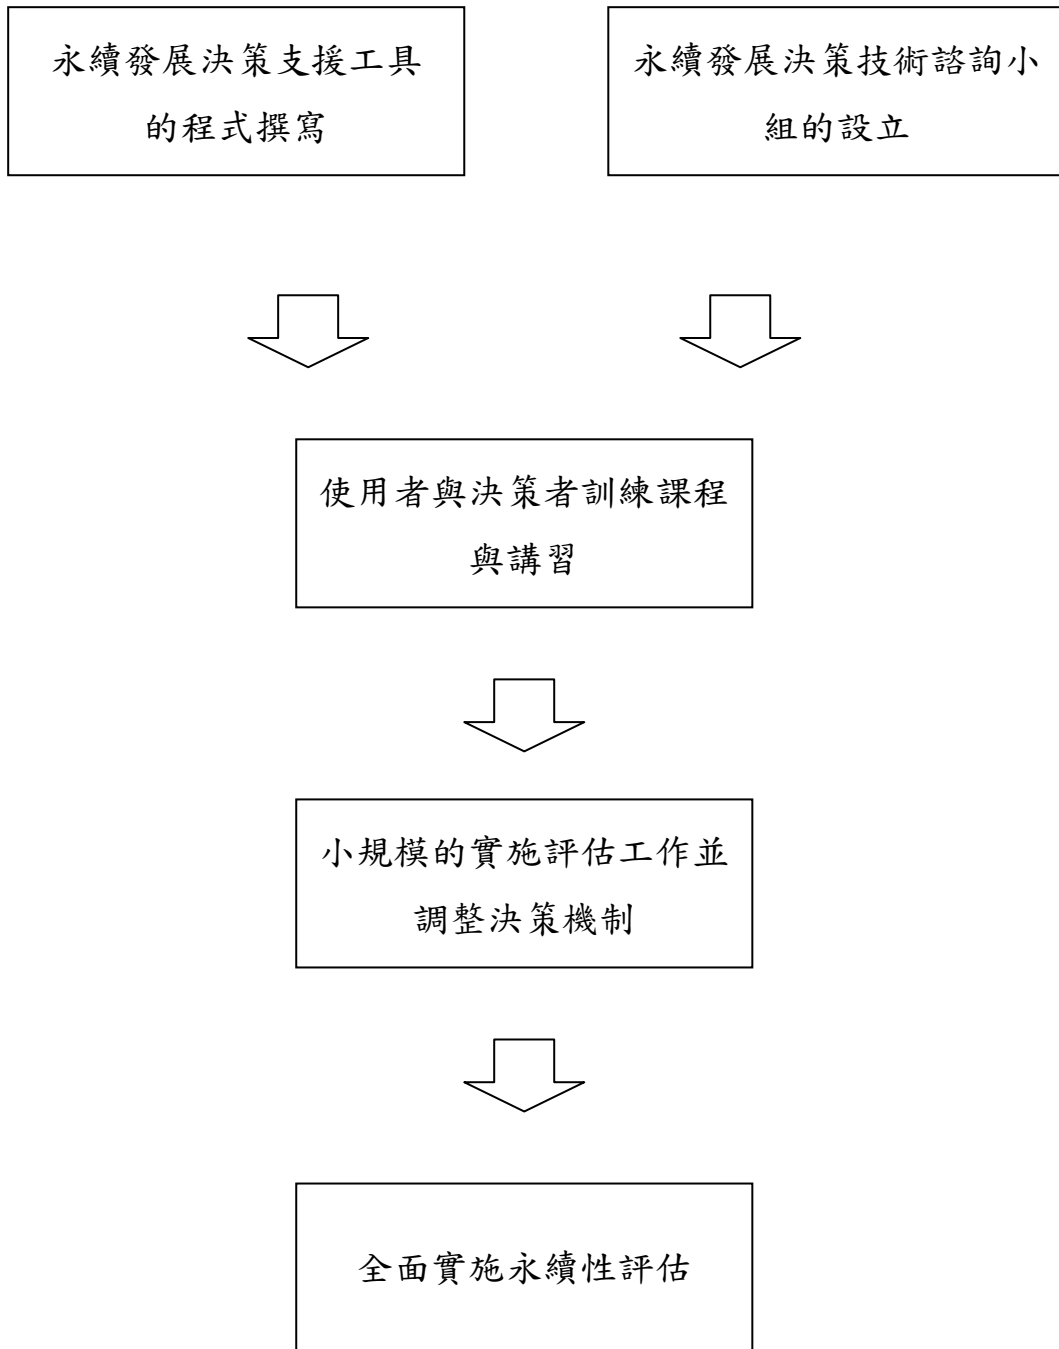 永續發展決策支援工具
的程式撰寫
永續發展決策技術諮詢小
組的設立
使用者與決策者訓練課程
與講習
小規模的實施評估工作並
調整決策機制
全面實施永續性評估